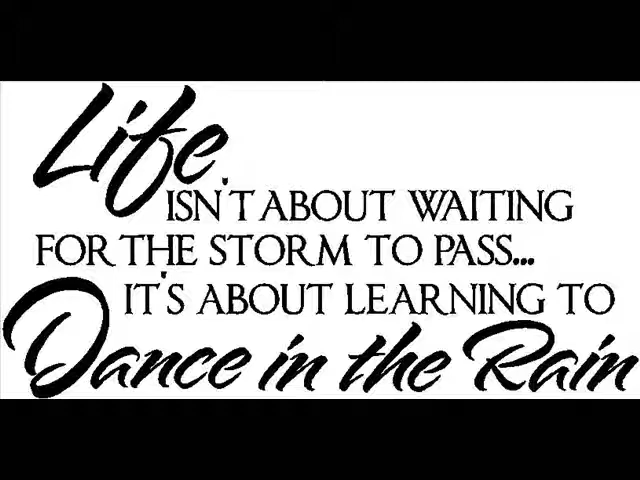 Life
ISN'T ABOUT WAITING
FOR THE STORM TO PASS...
IT'S ABOUT LEARNING TO
Dance in the Rain